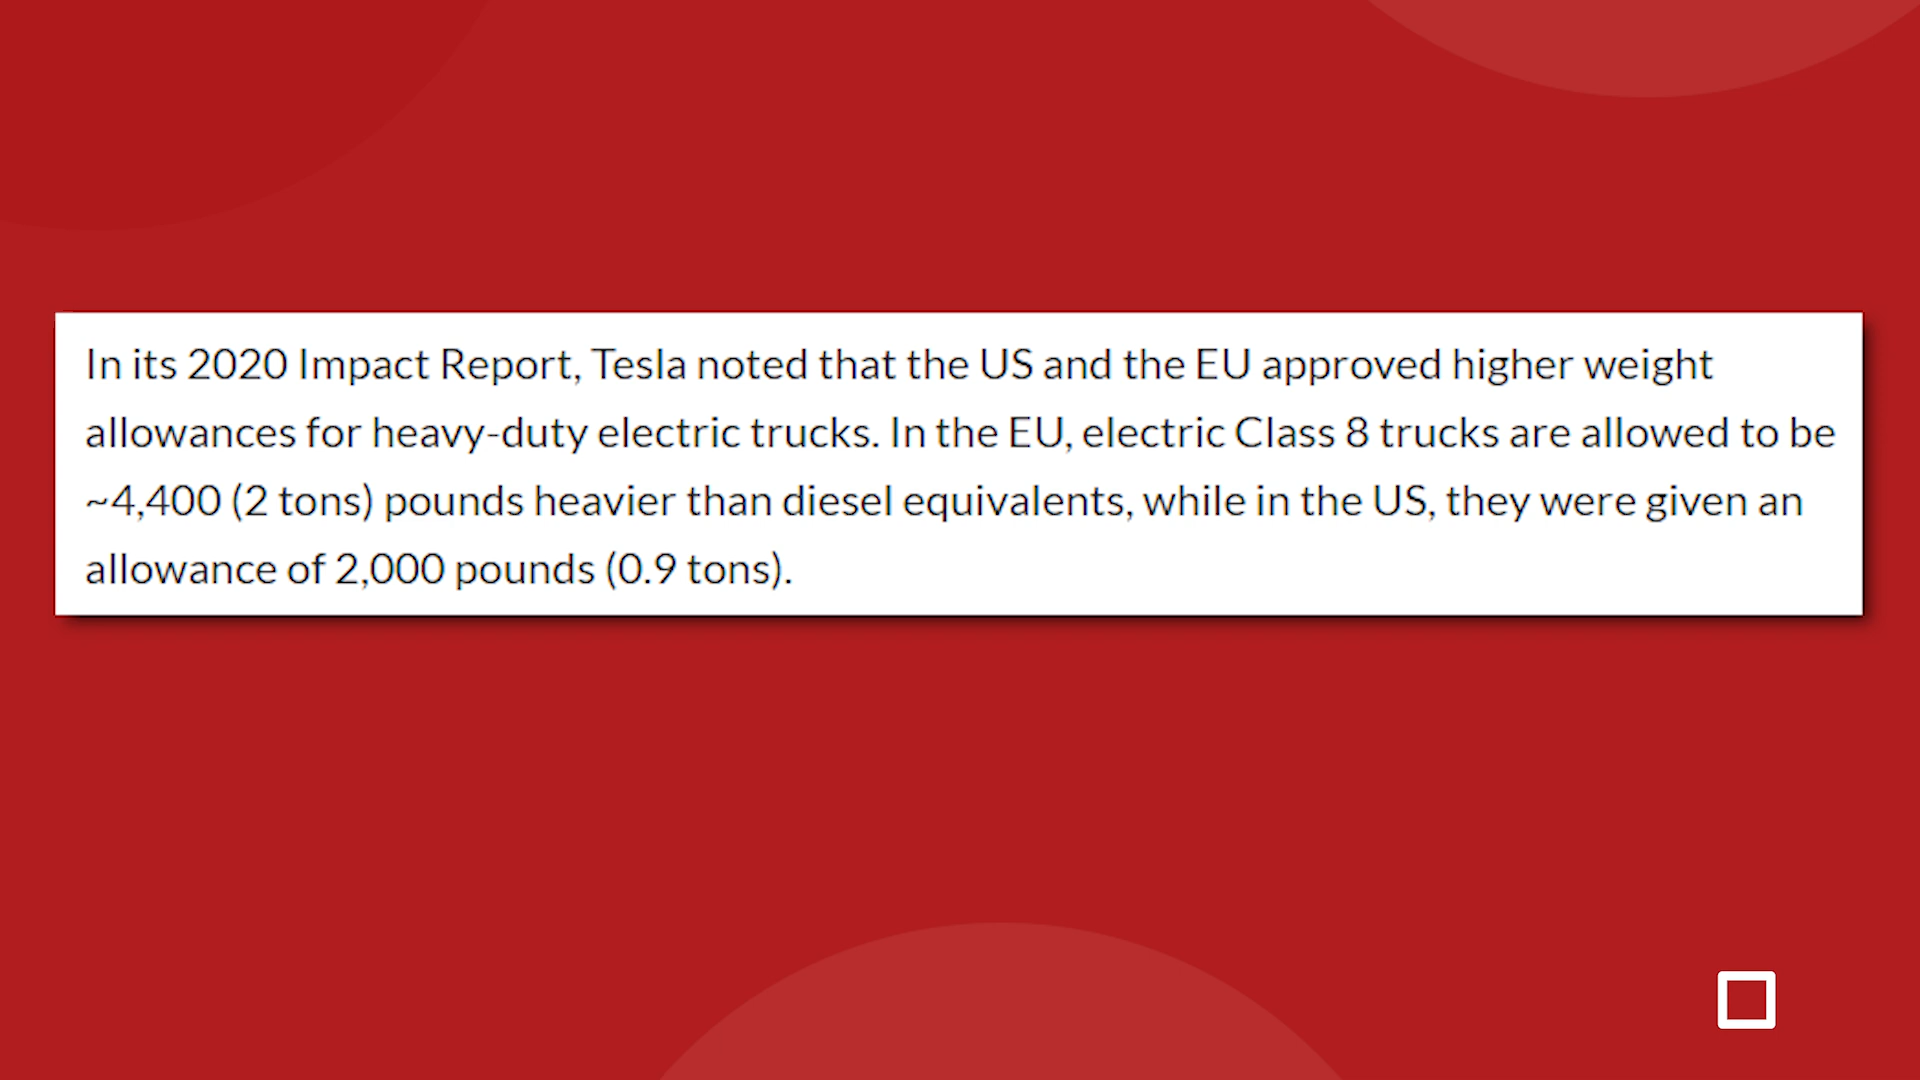 In its 2020 Impact Report, Tesla noted that the US and the EU approved higher weight
allowances for heavy-duty electric trucks. In the EU, electric Class 8 trucks are allowed to be
~4,400 (2 tons) pounds heavier than diesel equivalents, while in the US, they were given an
allowance of 2,000 pounds (0.9 tons).